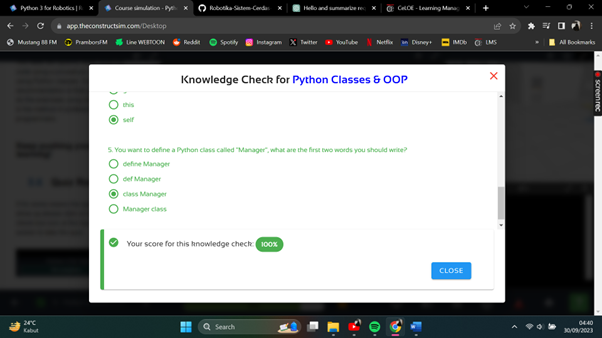 Python 3 for Robotics |
Course simulation - Pyth
Robotika-Sistem-Cerdas
Hello and summarize re
CeLOE - Learning Manag
app.theconstructsim.com/Desktop
Mustang 88 FM
PramborsFM
Line WEBTOON
Reddit
Spotify
Instagram
Twitter
YouTube
Netflix
Disney+
IMDb
LMS
All Bookmarks
Knowledge Check for Python Classes & OOP
this
self
5. You want to define a Python class called "Manager", what are the first two words you should write?
define Manager
def Manager
class Manager
Manager class
Your score for this knowledge check: 100%
CLOSE
screenrec
24°C
Kabut
Search
04:40
30/09/2023